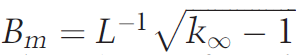 $B_m = L^{-1}\sqrt{k_\infty - 1}$